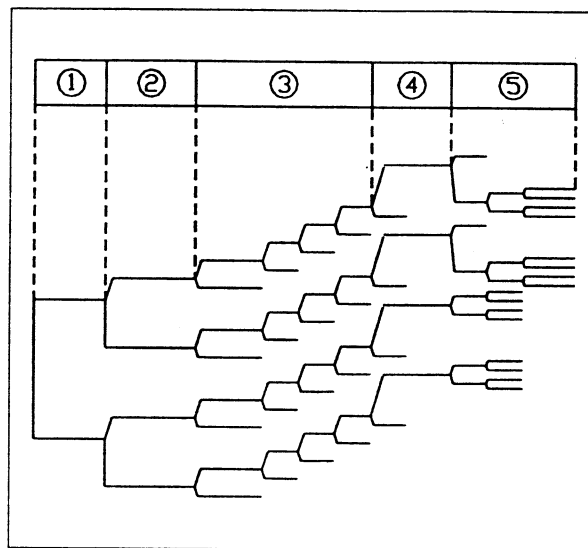 ① ② ③ ④ ⑤